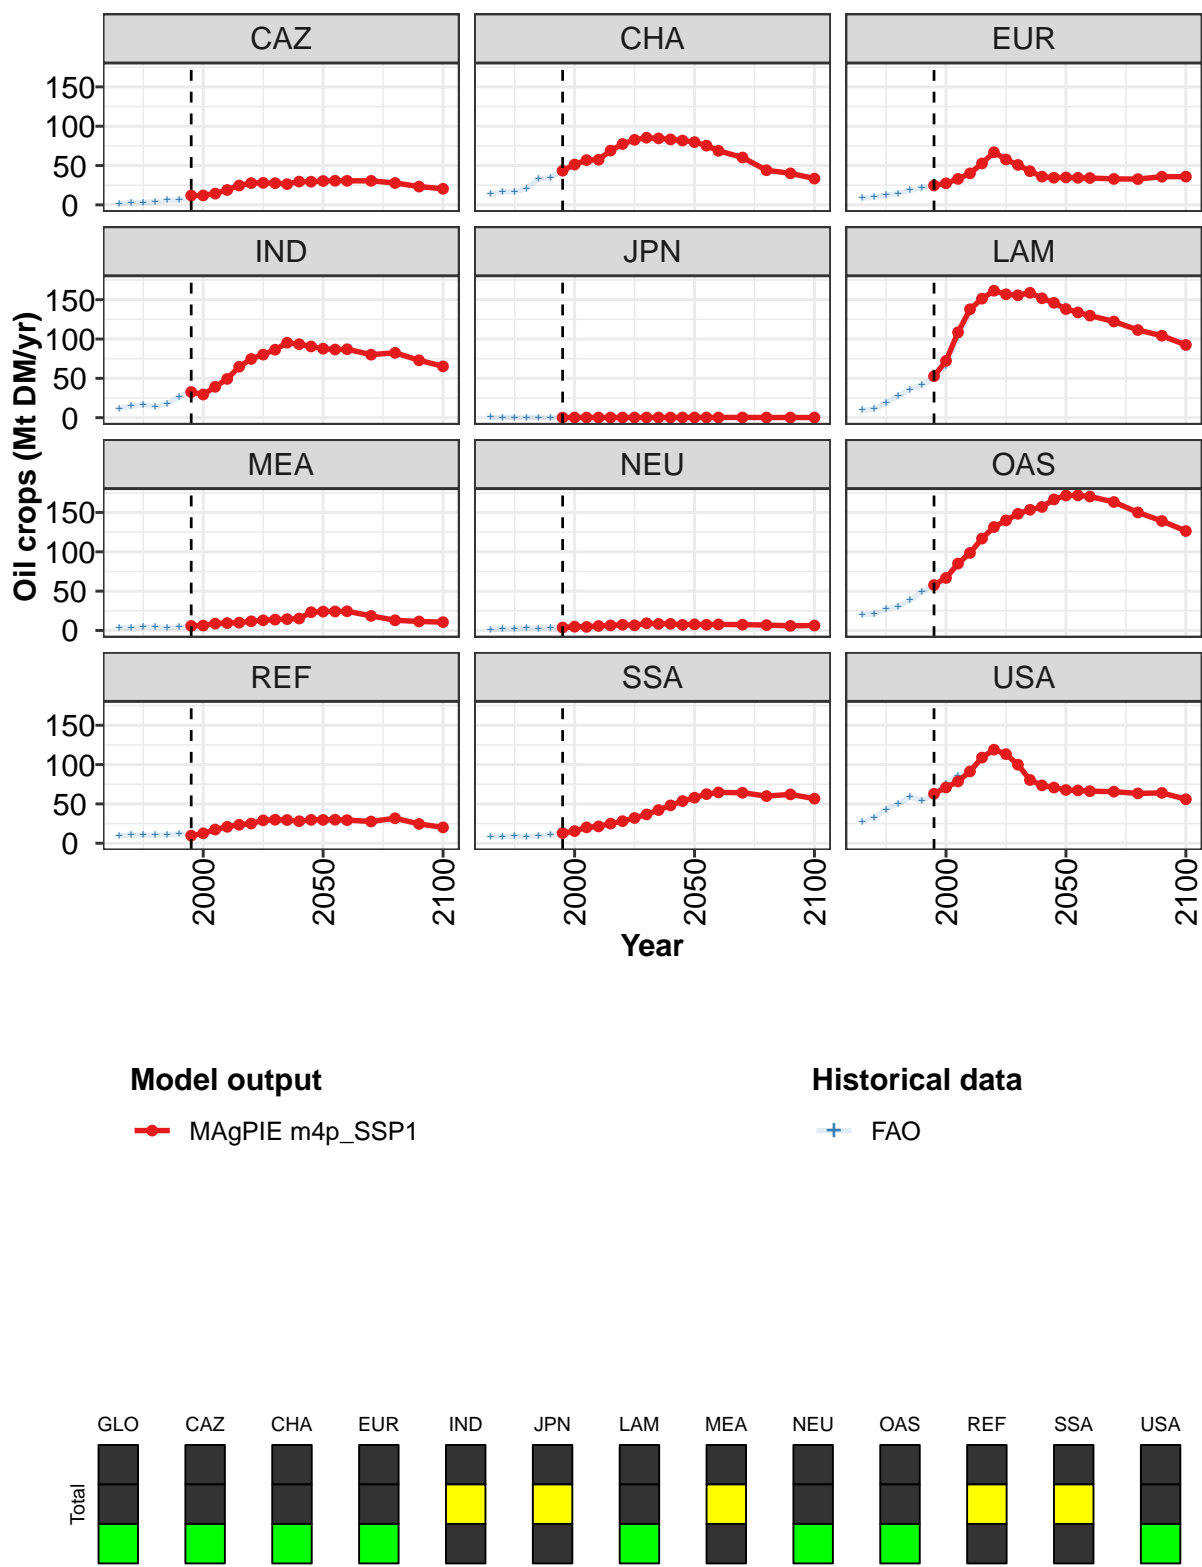 CAZ CHA EUR
150
100
50
0
IND JPN LAM
150
100
50
0
MEA NEU OAS
150
100
50
0
REF SSA USA
150
100
50
0
Oil crops (Mt DM/yr)
2000 2050 2100 2000 2050 2100 2000 2050 2100
Year
Model output Historical data
MAgPIE m4p_SSP1 FAO
GLO CAZ CHA EUR IND JPN LAM MEA NEU OAS REF SSA USA
Total